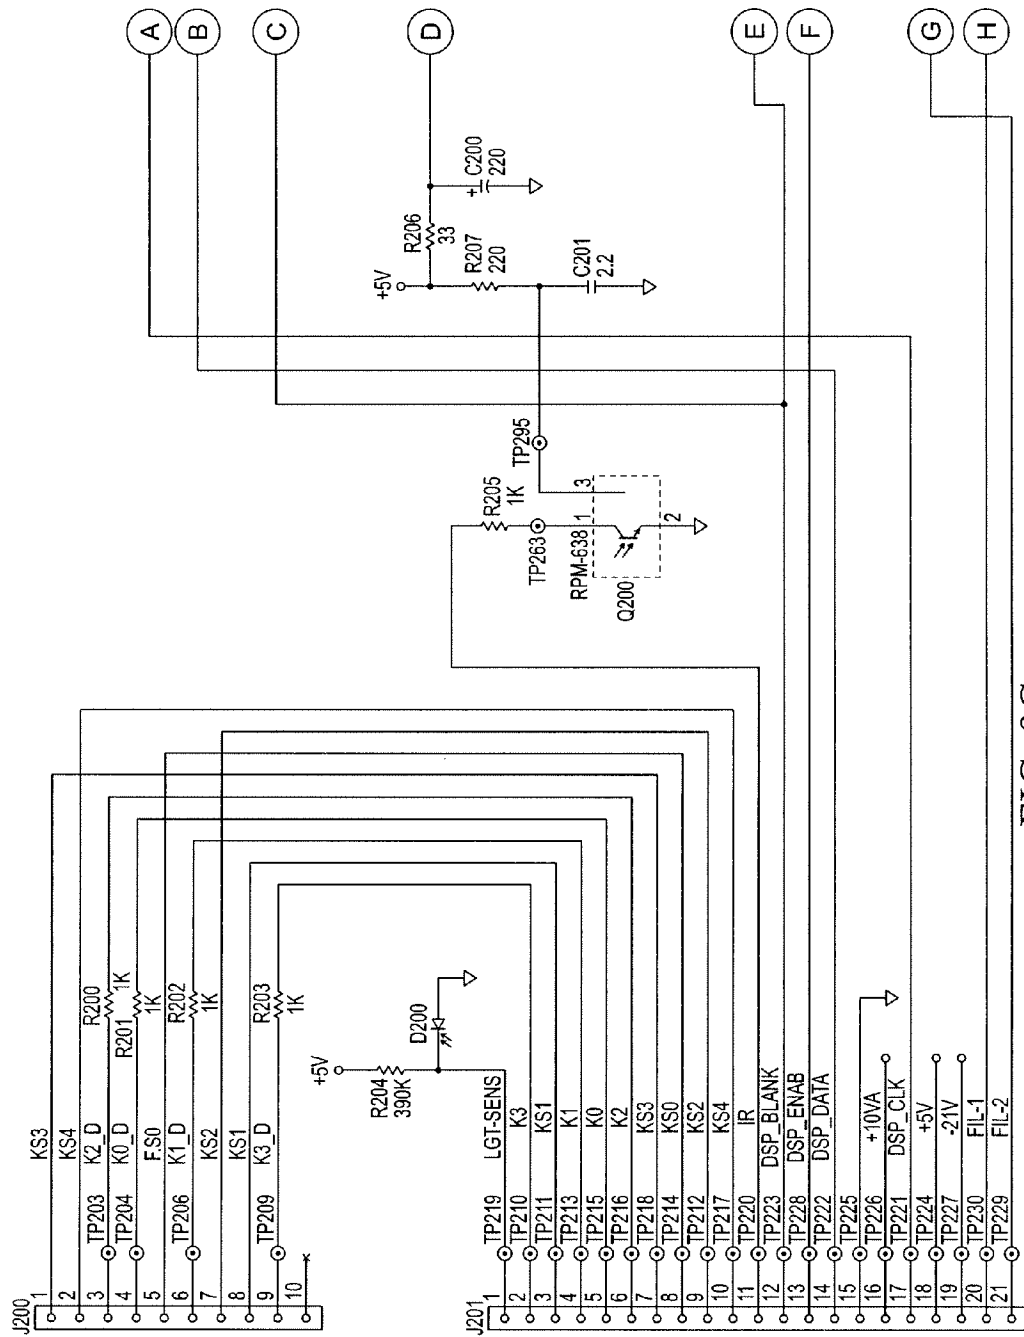 A
B
C
D
E
F
G
H
+5V
R206
33
C200
+
220
R207
220
C201
2.2
TP295
R205
1K
TP263
RPM-638
1
3
2
Q200
J200
1 KS3
2 KS4
3 TP203 K2_D R200 1K
4 TP204 K0_D R201 1K
5 F.S0
6 TP206 K1_D R202 1K
7 KS2
8 KS1
9 TP209 K3_D R203 1K
10 ×
+5V
R204
390K
D200
J201
1 TP219 LGT-SENS
2 TP210 K3
3 TP211 KS1
4 TP213 K1
5 TP215 K0
6 TP216 K2
7 TP218 KS3
8 TP214 KS0
9 TP212 KS2
10 TP217 KS4
11 TP220 IR
12 TP223 DSP_BLANK
13 TP228 DSP_ENAB
14 TP222 DSP_DATA
15 TP225
16 TP226 +10VA
17 TP221 DSP_CLK
18 TP224 +5V
19 TP227 -21V
20 TP230 FIL-1
21 TP229 FIL-2